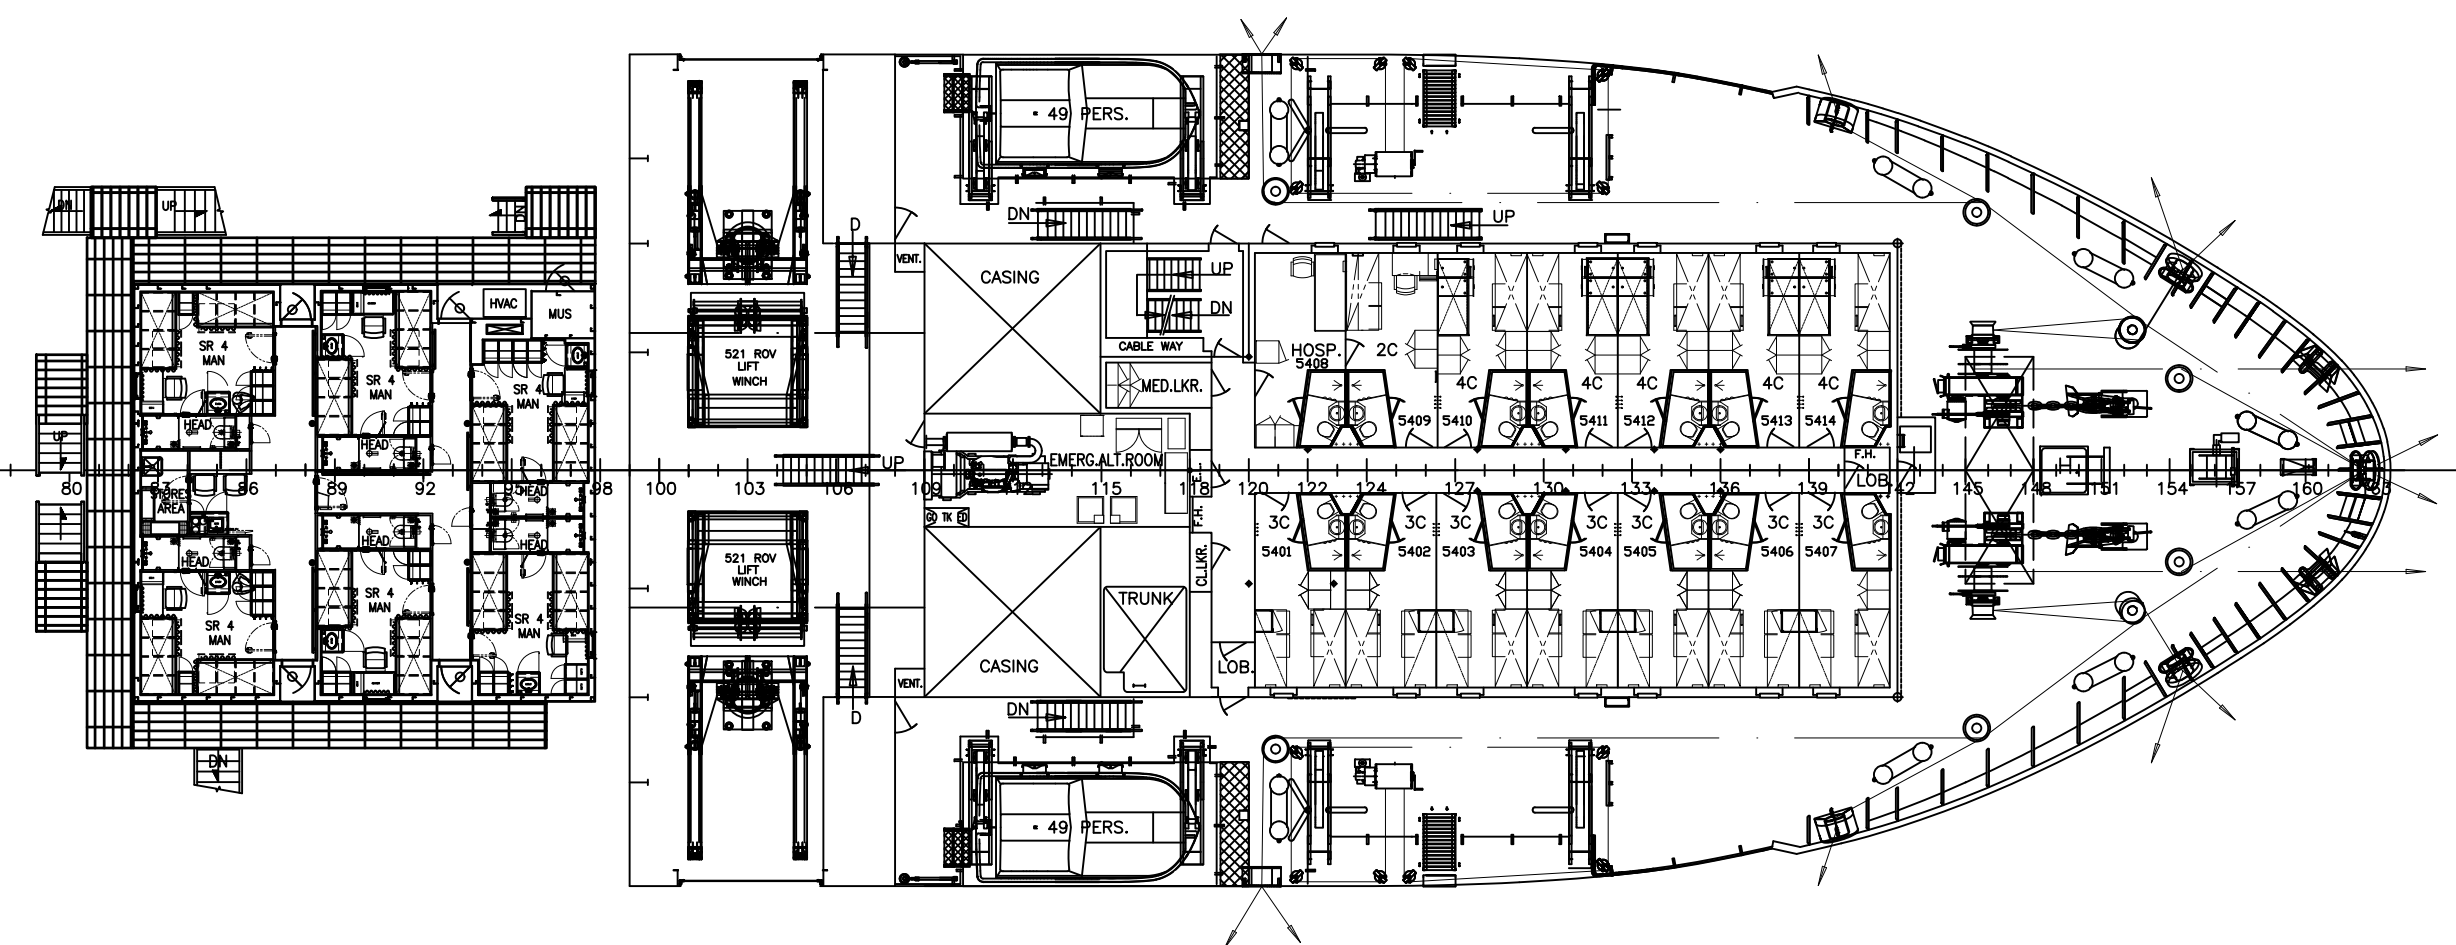 49 PERS.
DN
UP
DN
DN
UP
D
VENT.
CASING
UP
DN
CABLE WAY
HVAC
MUS
SR 4
MAN
SR 4
MAN
SR 4
MAN
521 ROV
LIFT
WINCH
MED.LKR.
HOSP.
5408
2C
4C
4C
4C
4C
4C
5409
5410
5411
5412
5413
5414
HEAD
HEAD
UP
UP
EMERG.ALT.ROOM
F.H.
LOB.
80
83
86
89
92
95
98
100
103
106
109
112
115
118
120
122
124
127
130
133
136
139
142
145
148
151
154
157
160
163
STORES
AREA
HEAD
HEAD
HEAD
HEAD
TK
F.H.
3C
3C
3C
3C
3C
3C
3C
5401
5402
5403
5404
5405
5406
5407
521 ROV
LIFT
WINCH
CL.LKR.
SR 4
MAN
SR 4
MAN
SR 4
MAN
TRUNK
CASING
LOB.
VENT.
D
DN
DN
49 PERS.